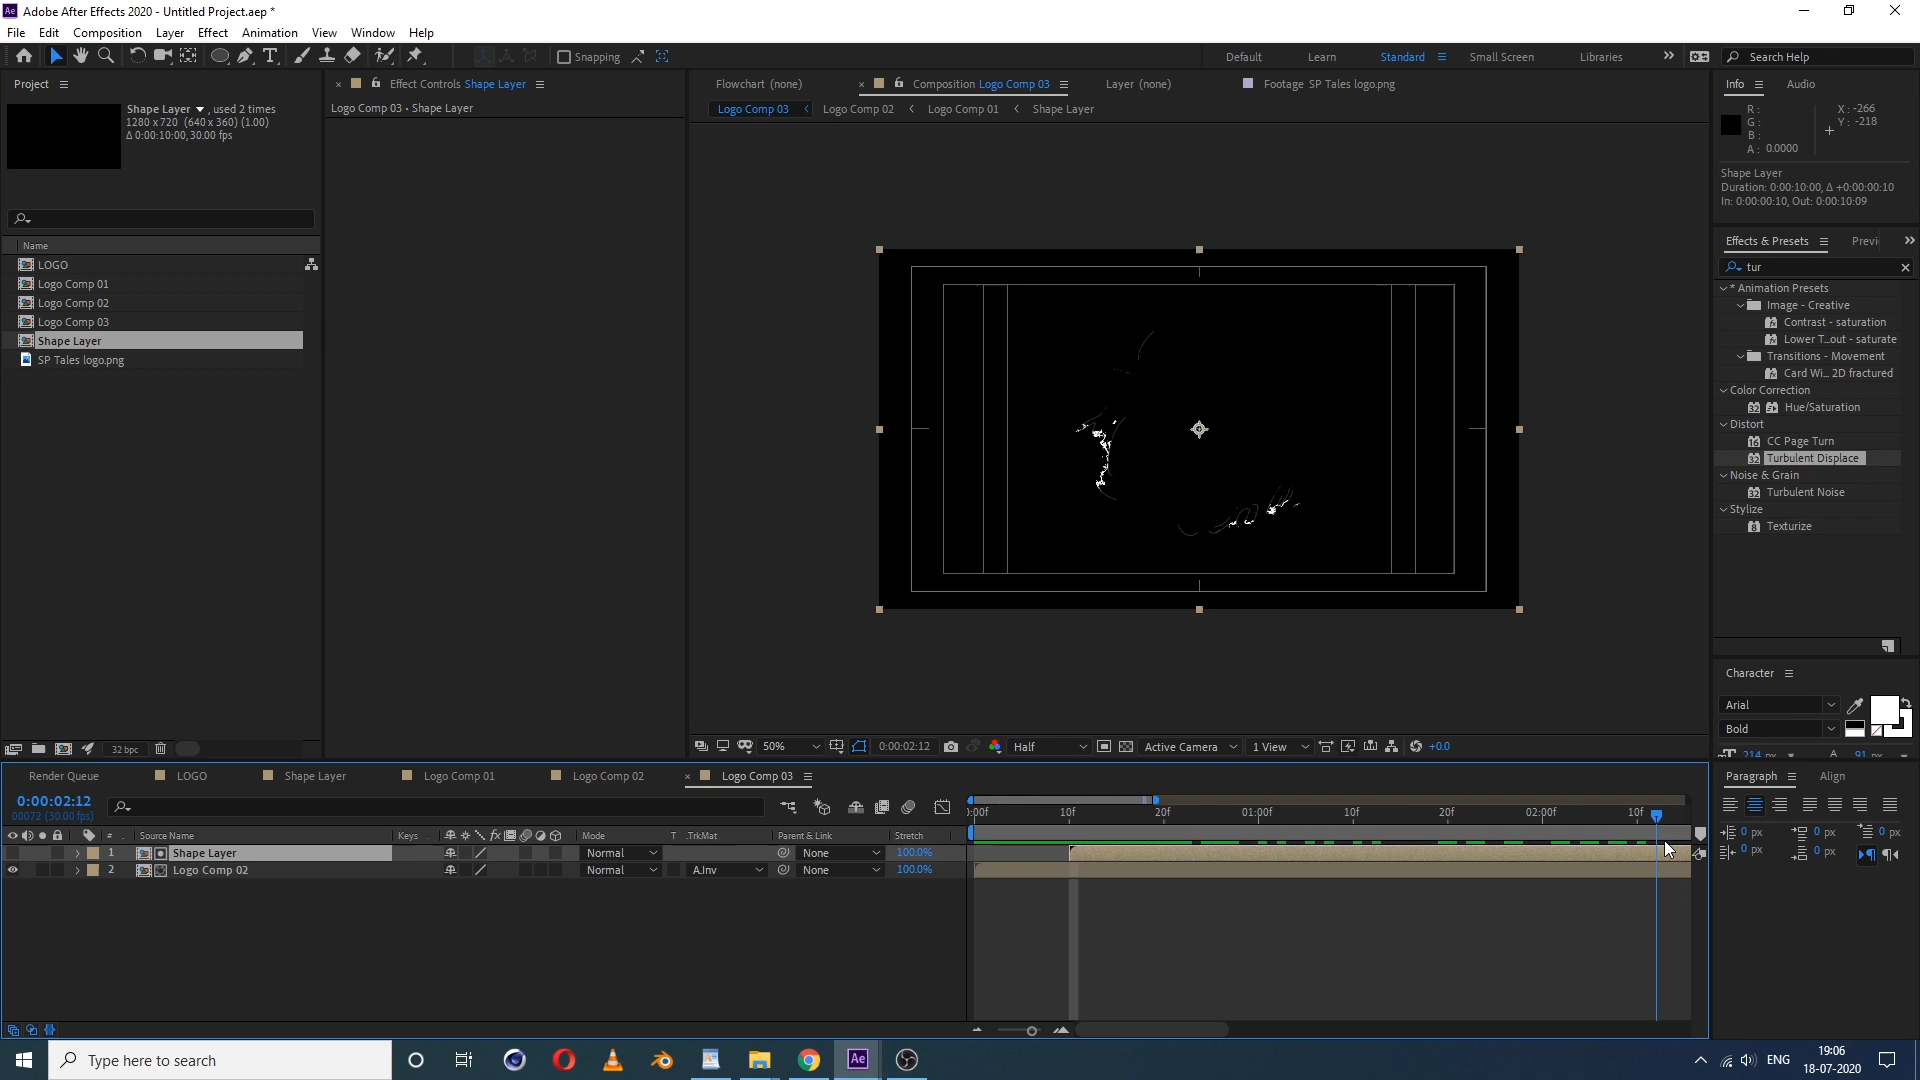 Adobe After Effects 2020 - Untitled Project.aep *
File Edit Composition Layer Effect Animation View Window Help
Snapping
Default Learn Standard Small Screen Libraries
Search Help
Project
Shape Layer , used 2 times
1280 x 720 (640 x 360) (1.00)
Δ 0:00:10:00, 30.00 fps
Name
LOGO
Logo Comp 01
Logo Comp 02
Logo Comp 03
Shape Layer
SP Tales logo.png
32 bpc
Effect Controls Shape Layer
Logo Comp 03 • Shape Layer
Flowchart (none)
Composition Logo Comp 03
Layer (none)
Footage SP Tales logo.png
Logo Comp 03 Logo Comp 02 Logo Comp 01 Shape Layer
50% 0:00:02:12 Half Active Camera 1 View +0.0
Info Audio
R :
G :
B :
A : 0.0000
X : -266
Y : -218
Shape Layer
Duration: 0:00:10:00, Δ +0:00:00:10
In: 0:00:00:10, Out: 0:00:10:09
Effects & Presets Previ
tur
* Animation Presets
Image - Creative
Contrast - saturation
Lower T...out - saturate
Transitions - Movement
Card Wi... 2D fractured
Color Correction
32 Hue/Saturation
Distort
16 CC Page Turn
32 Turbulent Displace
Noise & Grain
32 Turbulent Noise
Stylize
8 Texturize
Character
Arial
Bold
214 px 91 px
Render Queue LOGO Shape Layer Logo Comp 01 Logo Comp 02 Logo Comp 03
0:00:02:12
00072 (30.00 fps)
# Source Name Keys Mode T .TrkMat Parent & Link Stretch
1 Shape Layer Normal None 100.0%
2 Logo Comp 02 Normal A.Inv None 100.0%
):00f 10f 20f 01:00f 10f 20f 02:00f 10f
Paragraph Align
0 px 0 px 0 px
0 px 0 px
Type here to search
Ae
ENG
19:06
18-07-2020